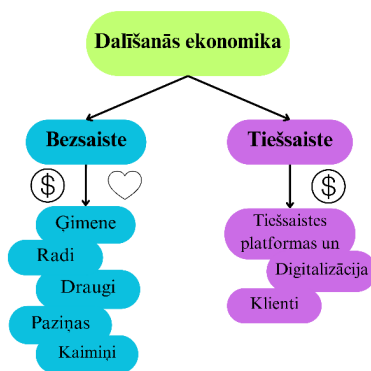 Dalīšanās ekonomika
Bezsaiste
Tiešsaiste
$
$
Ģimene
Radi
Draugi
Paziņas
Kaimiņi
Tiešsaistes
platformas un
Digitalizācija
Klienti